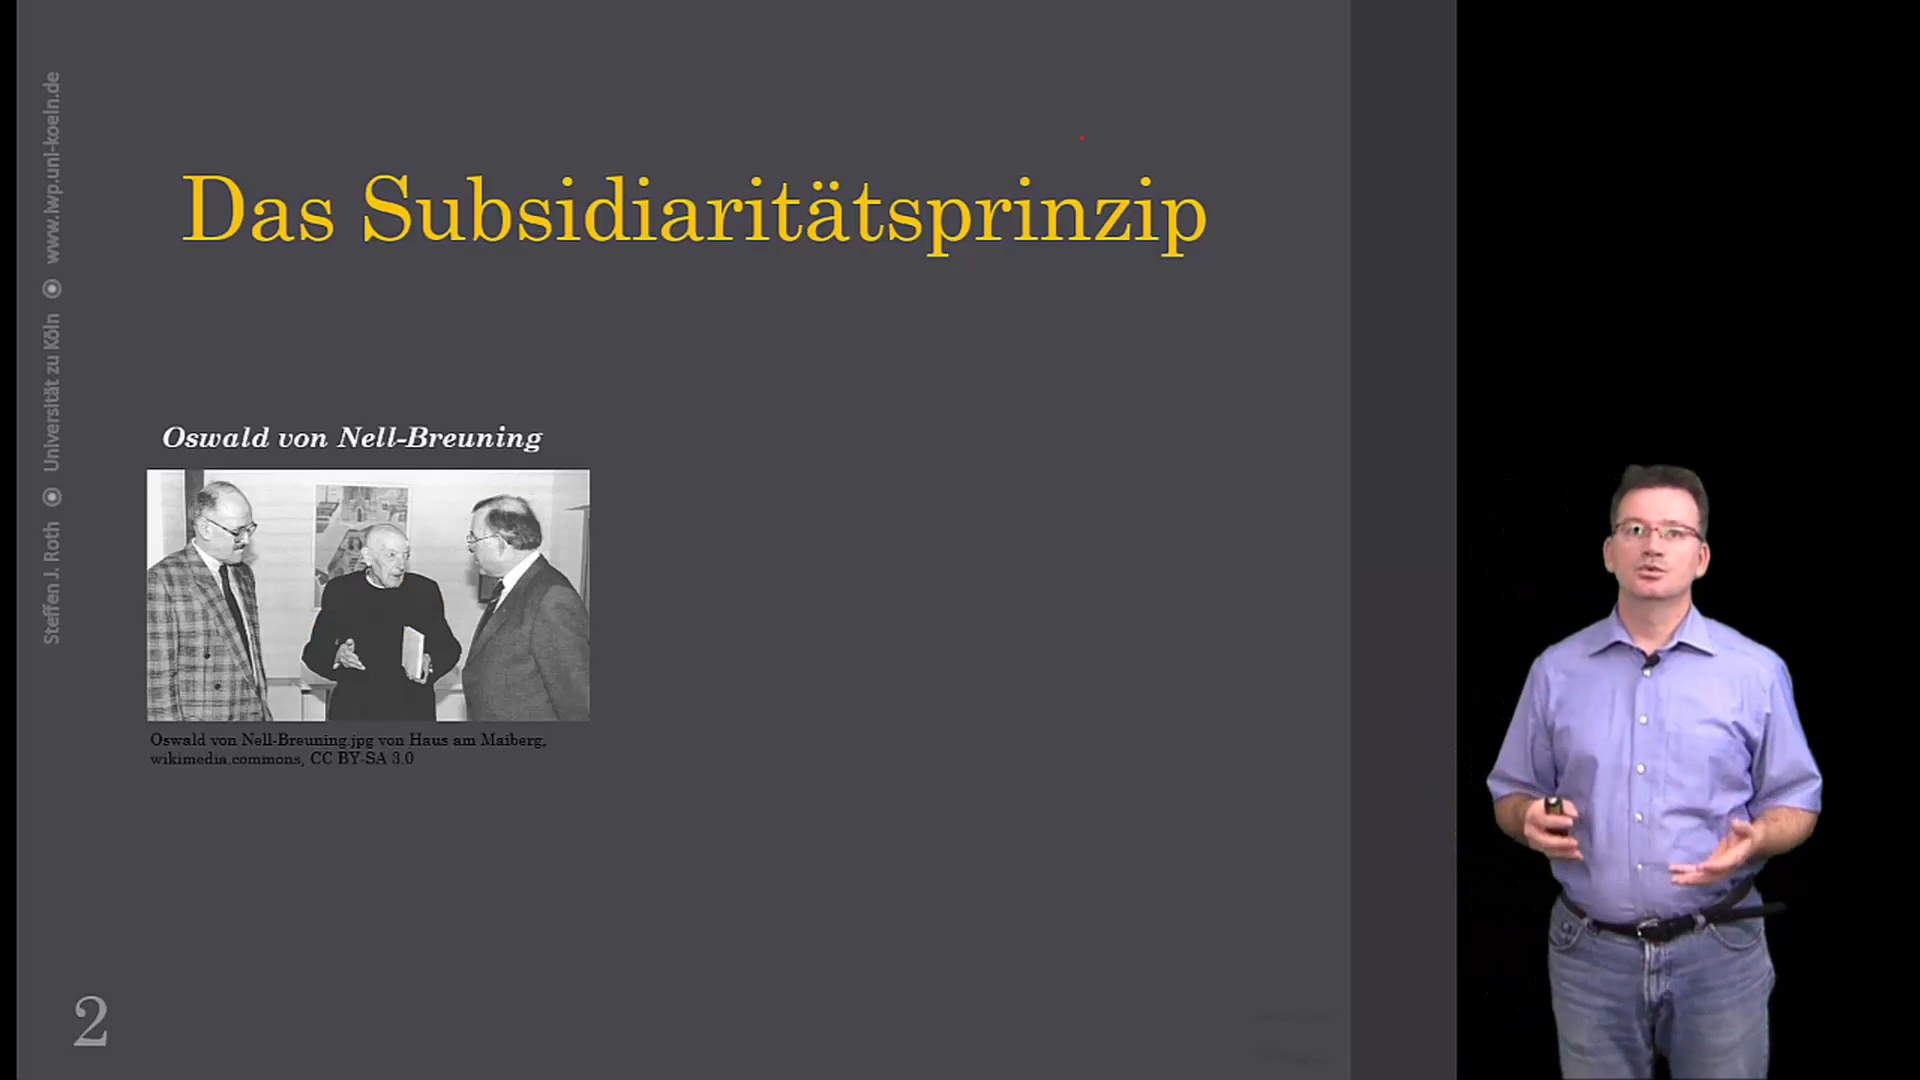 Das Subsidiaritätsprinzip
Oswald von Nell-Breuning
Oswald von Nell-Breuning.jpg von Haus am Maiberg,
wikimedia.commons, CC BY-SA 3.0
Steffen J. Roth ⦿ Universität zu Köln ⦿ www.iwp.uni-koeln.de
2